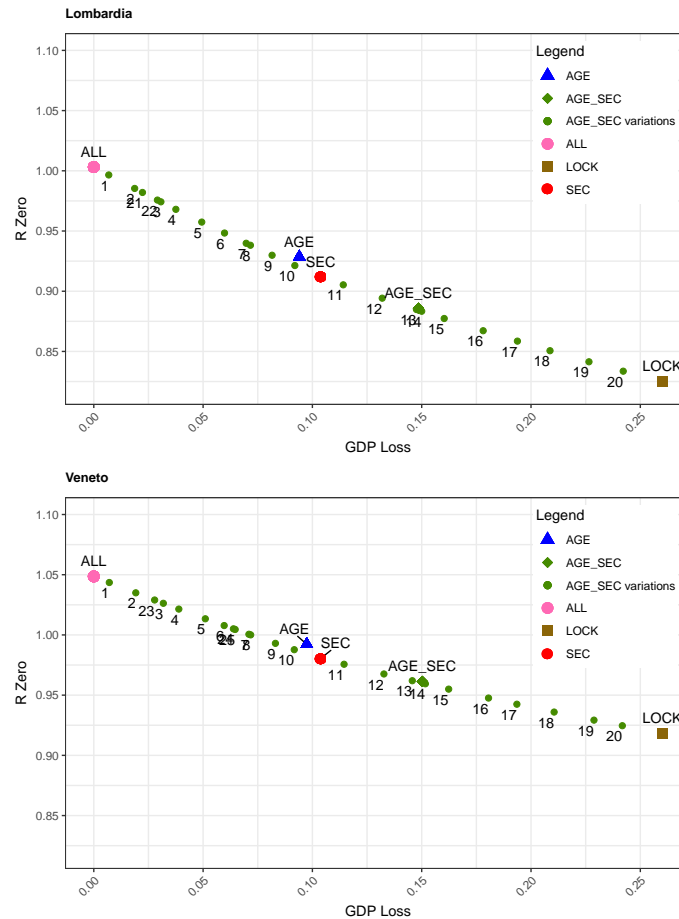 Lombardia
1.10
1.05
1.00
0.95
0.90
0.85
R Zero
ALL
1
2
21
22
3
4
5
6
7
8
9
10
AGE
SEC
11
12
AGE_SEC
13
14
15
16
17
18
19
20
LOCK
Legend
AGE
AGE_SEC
AGE_SEC variations
ALL
LOCK
SEC
0.00
0.05
0.10
0.15
0.20
0.25
GDP Loss
Veneto
1.10
1.05
1.00
0.95
0.90
0.85
R Zero
ALL
1
2
23
3
4
5
6
7
8
9
10
AGE
SEC
11
12
AGE_SEC
13
14
15
16
17
18
19
20
LOCK
Legend
AGE
AGE_SEC
AGE_SEC variations
ALL
LOCK
SEC
0.00
0.05
0.10
0.15
0.20
0.25
GDP Loss